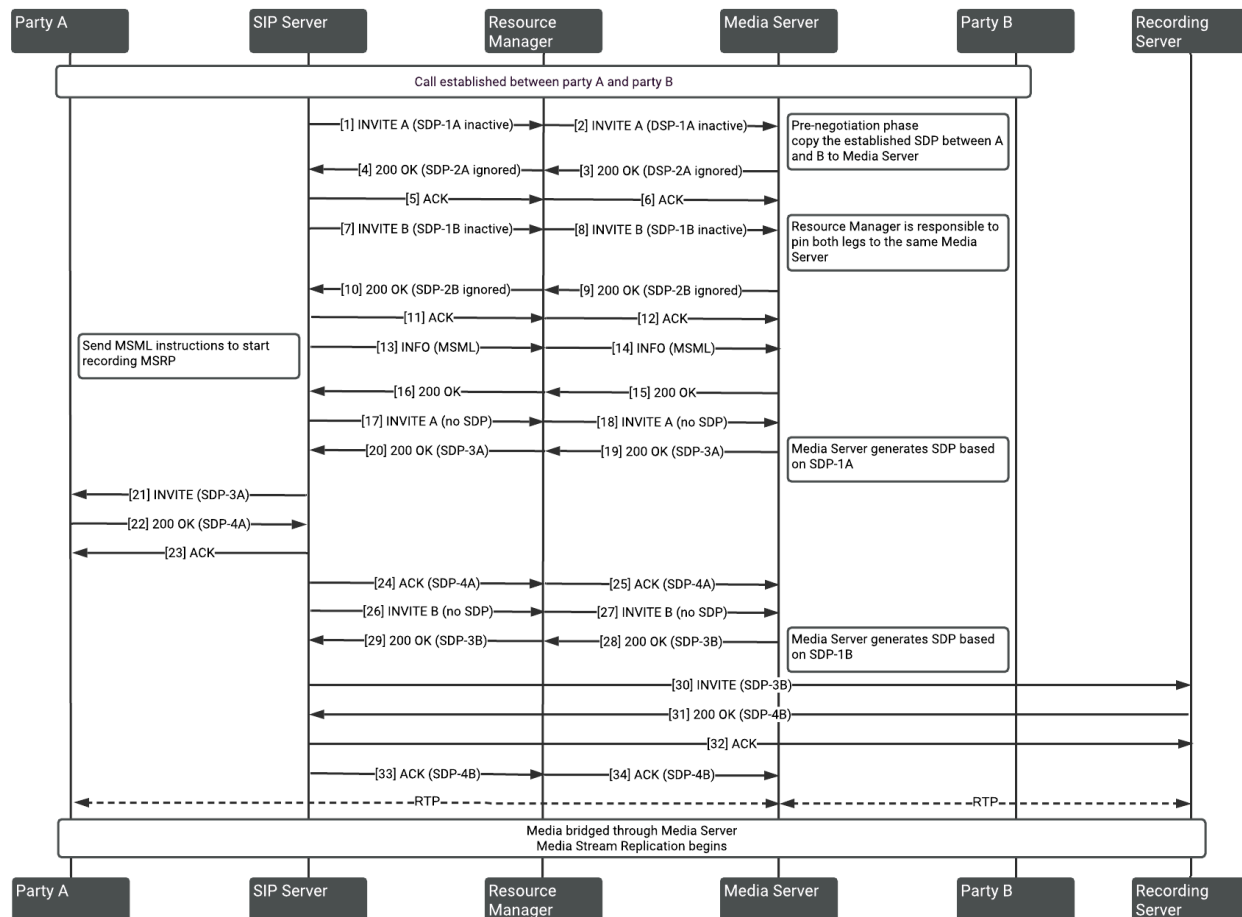 Party A
SIP Server
Resource
Manager
Media Server
Party B
Recording
Server
Call established between party A and party B
[1] INVITE A (SDP-1A inactive)
[2] INVITE A (DSP-1A inactive)
Pre-negotiation phase
copy the established SDP between A
and B to Media Server
[4] 200 OK (SDP-2A ignored)
[3] 200 OK (DSP-2A ignored)
[5] ACK
[6] ACK
[7] INVITE B (SDP-1B inactive)
[8] INVITE B (SDP-1B inactive)
Resource Manager is responsible to
pin both legs to the same Media
Server
[10] 200 OK (SDP-2B ignored)
[9] 200 OK (SDP-2B ignored)
[11] ACK
[12] ACK
Send MSML instructions to start
recording MSRP
[13] INFO (MSML)
[14] INFO (MSML)
[16] 200 OK
[15] 200 OK
[17] INVITE A (no SDP)
[18] INVITE A (no SDP)
[20] 200 OK (SDP-3A)
[19] 200 OK (SDP-3A)
Media Server generates SDP based
on SDP-1A
[21] INVITE (SDP-3A)
[22] 200 OK (SDP-4A)
[23] ACK
[24] ACK (SDP-4A)
[25] ACK (SDP-4A)
[26] INVITE B (no SDP)
[27] INVITE B (no SDP)
[29] 200 OK (SDP-3B)
[28] 200 OK (SDP-3B)
Media Server generates SDP based
on SDP-1B
[30] INVITE (SDP-3B)
[31] 200 OK (SDP-4B)
[32] ACK
[33] ACK (SDP-4B)
[34] ACK (SDP-4B)
RTP
RTP
Media bridged through Media Server
Media Stream Replication begins
Party A
SIP Server
Resource
Manager
Media Server
Party B
Recording
Server